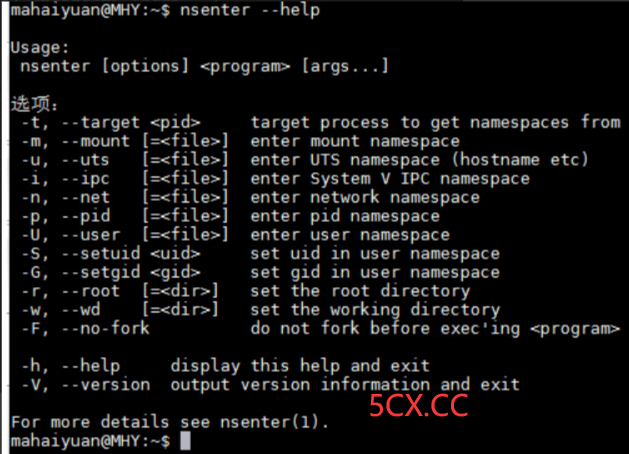 mahaiyuan@MHY:~$ nsenter --help
Usage:
nsenter [options] <program> [args...]
选项:
-t, --target <pid>     target process to get namespaces from
-m, --mount [=<file>]  enter mount namespace
-u, --uts   [=<file>]  enter UTS namespace (hostname etc)
-i, --ipc   [=<file>]  enter System V IPC namespace
-n, --net   [=<file>]  enter network namespace
-p, --pid   [=<file>]  enter pid namespace
-U, --user  [=<file>]  enter user namespace
-S, --setuid <uid>     set uid in user namespace
-G, --setgid <gid>     set gid in user namespace
-r, --root  [=<dir>]   set the root directory
-w, --wd    [=<dir>]   set the working directory
-F, --no-fork          do not fork before exec'ing <program>
-h, --help     display this help and exit
-V, --version  output version information and exit
5CX.CC
For more details see nsenter(1).
mahaiyuan@MHY:~$